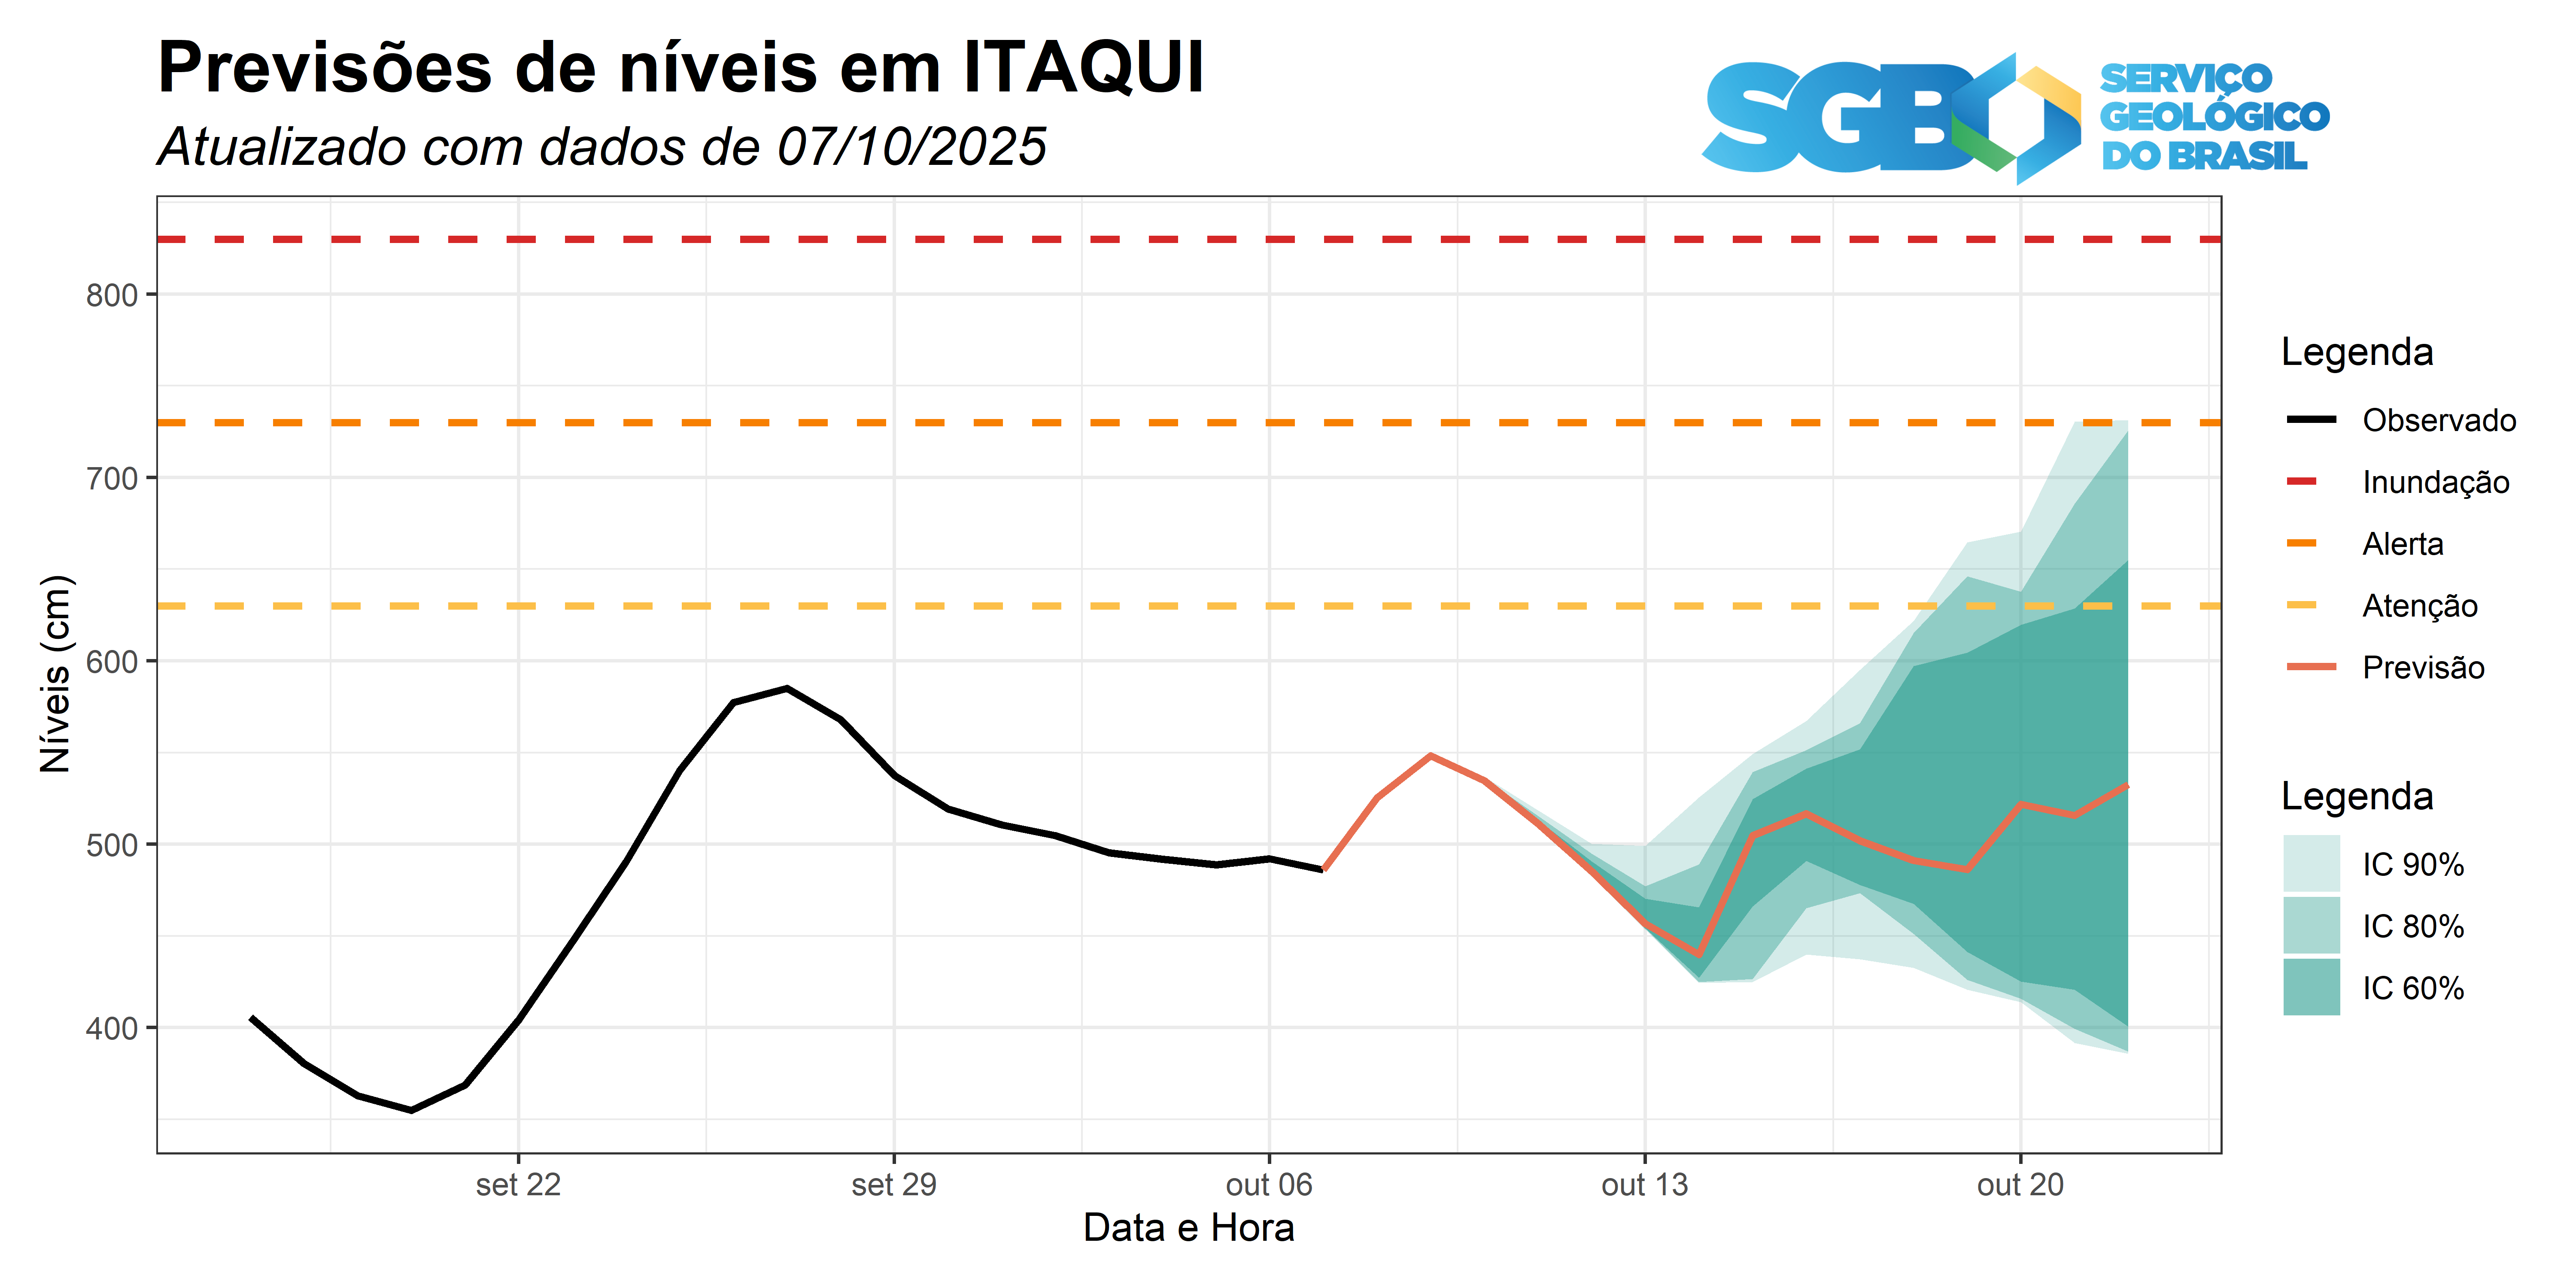 Previsões de níveis em ITAQUI
Atualizado com dados de 07/10/2025
SGB
SERVIÇO
GEOLÓGICO
DO BRASIL
Níveis (cm)
800
700
600
500
400
set 22
set 29
out 06
out 13
out 20
Data e Hora
Legenda
Observado
Inundação
Alerta
Atenção
Previsão
Legenda
IC 90%
IC 80%
IC 60%